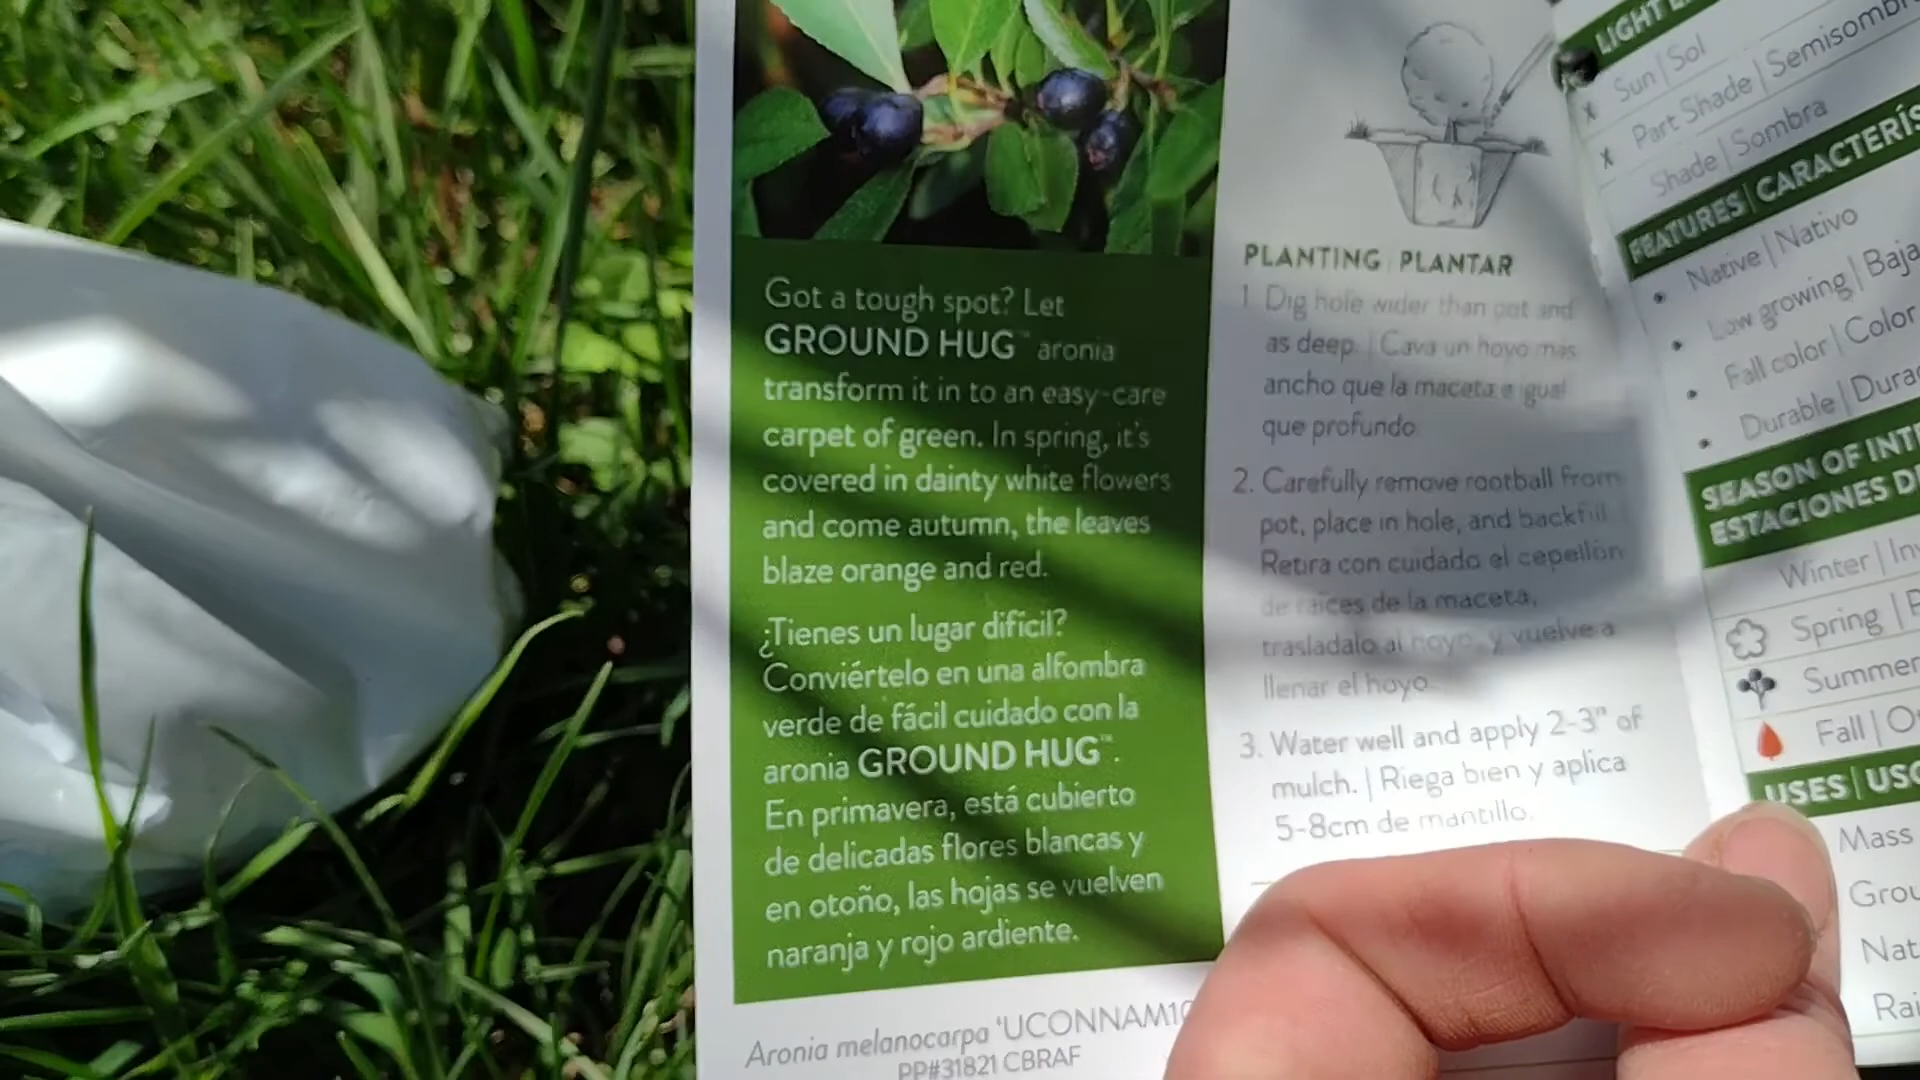 Got a tough spot? Let
GROUND HUG™ aronia
transform it in to an easy-care
carpet of green. In spring, it's
covered in dainty white flowers
and come autumn, the leaves
blaze orange and red.
¿Tienes un lugar difícil?
Conviértelo en una alfombra
verde de fácil cuidado con la
aronia GROUND HUG™.
En primavera, está cubierto
de delicadas flores blancas y
en otoño, las hojas se vuelven
naranja y rojo ardiente.
Aronia melanocarpa 'UCONNAM1
PP#31821 CBRAF
PLANTING | PLANTAR
1 Dig hole wider than pot and
as deep. | Cava un hoyo más
ancho que la maceta e igual
que profundo.
2. Carefully remove rootball from
pot, place in hole, and backfill.
Retira con cuidado el cepellón
de raíces de la maceta,
trasladalo al hoyo, y vuelve a
llenar el hoyo.
3. Water well and apply 2-3" of
mulch. | Riega bien y aplica
5-8cm de mantillo.
LIGHT
x Sun | Sol
x Part Shade | Semisombr
Shade | Sombra
FEATURES | CARACTERÍS
• Native | Nativo
• Low growing | Baja
• Fall color | Color
• Durable | Dura
SEASON OF INT
ESTACIONES D
Winter | In
Spring | P
Summer
Fall | O
USES | USO
Mass
Grou
Nat
Rai